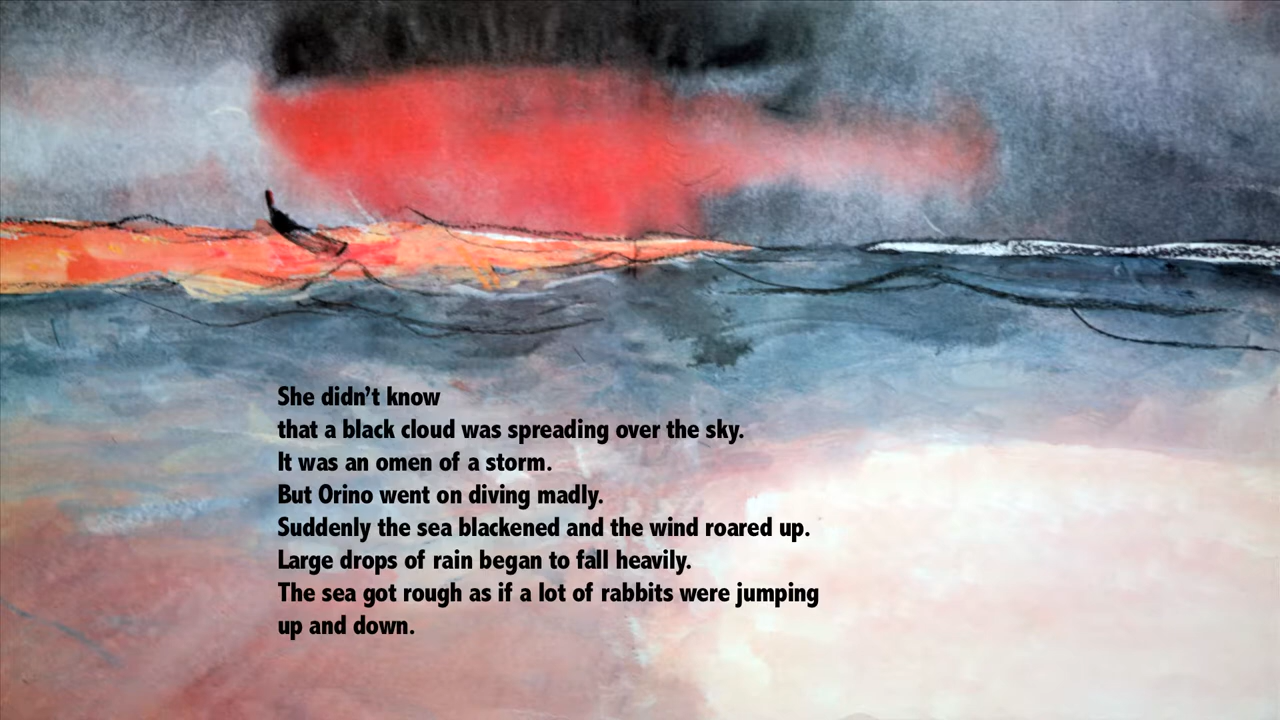 She didn’t know
that a black cloud was spreading over the sky.
It was an omen of a storm.
But Orino went on diving madly.
Suddenly the sea blackened and the wind roared up.
Large drops of rain began to fall heavily.
The sea got rough as if a lot of rabbits were jumping
up and down.